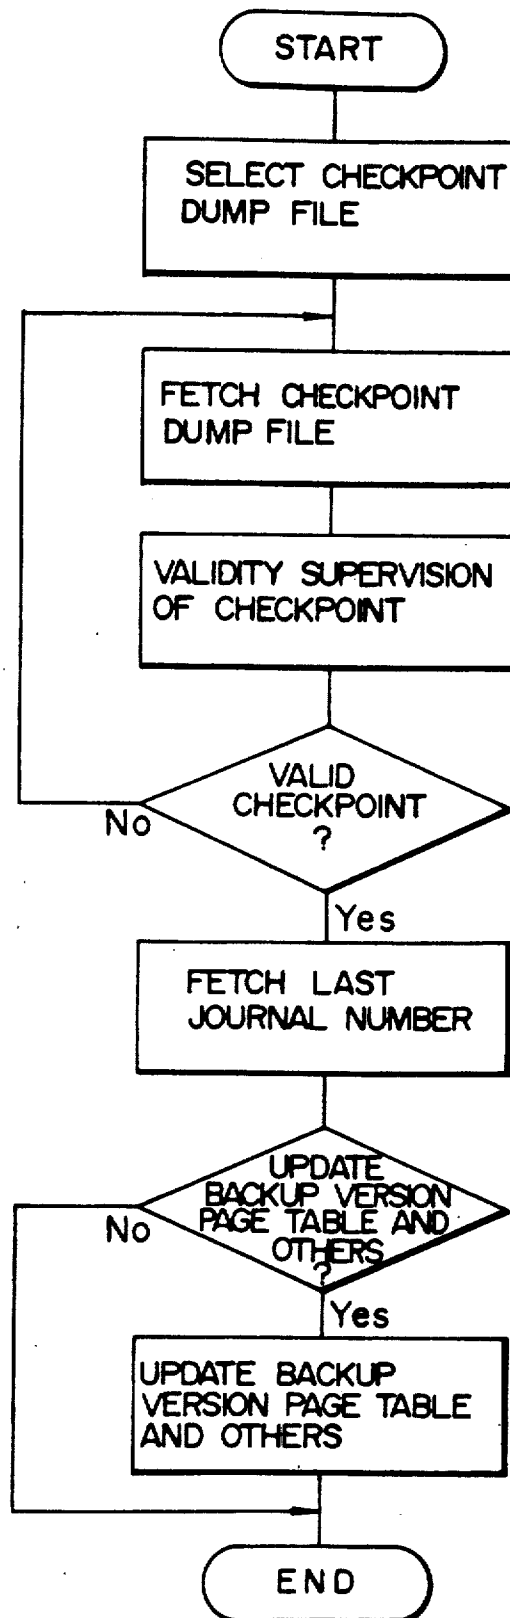 START
SELECT CHECKPOINT
DUMP FILE
FETCH CHECKPOINT
DUMP FILE
VALIDITY SUPERVISION
OF CHECKPOINT
VALID
CHECKPOINT
?
No
Yes
FETCH LAST
JOURNAL NUMBER
UPDATE
BACKUP VERSION
PAGE TABLE AND
OTHERS
?
No
Yes
UPDATE BACKUP
VERSION PAGE TABLE
AND OTHERS
END